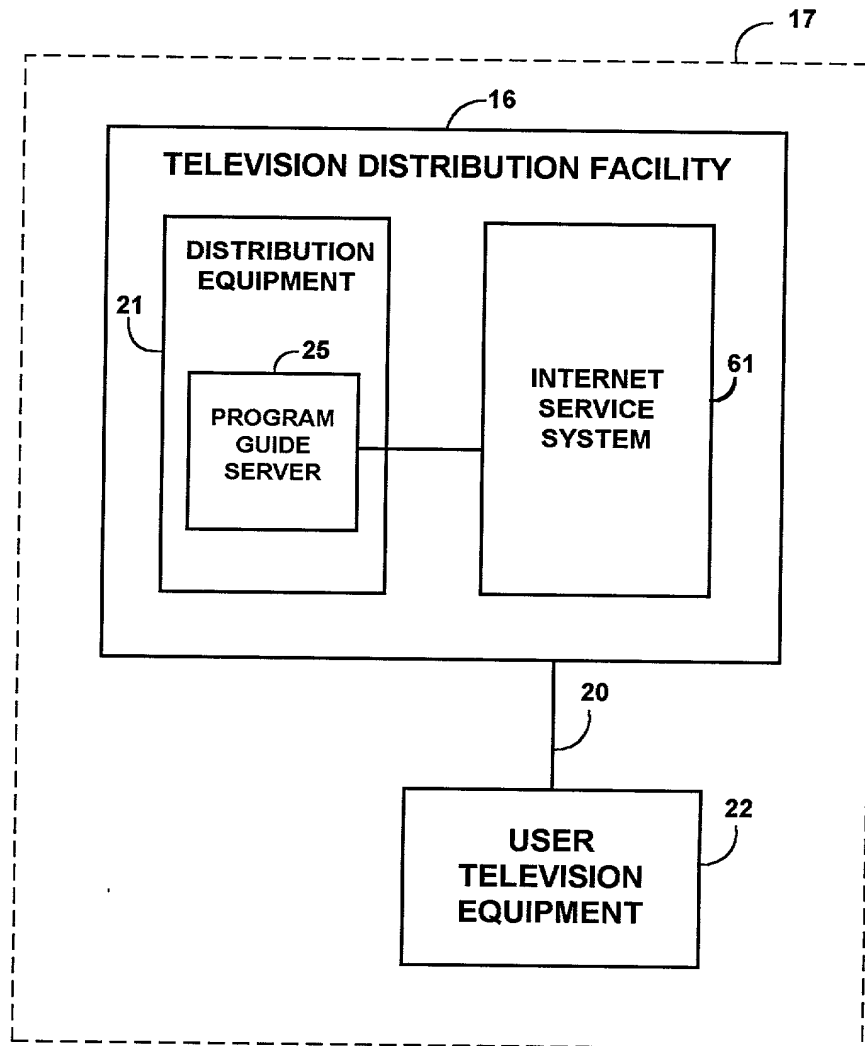 17
16
TELEVISION DISTRIBUTION FACILITY
DISTRIBUTION
EQUIPMENT
21
25
PROGRAM
GUIDE
SERVER
INTERNET
SERVICE
SYSTEM
61
20
22
USER
TELEVISION
EQUIPMENT